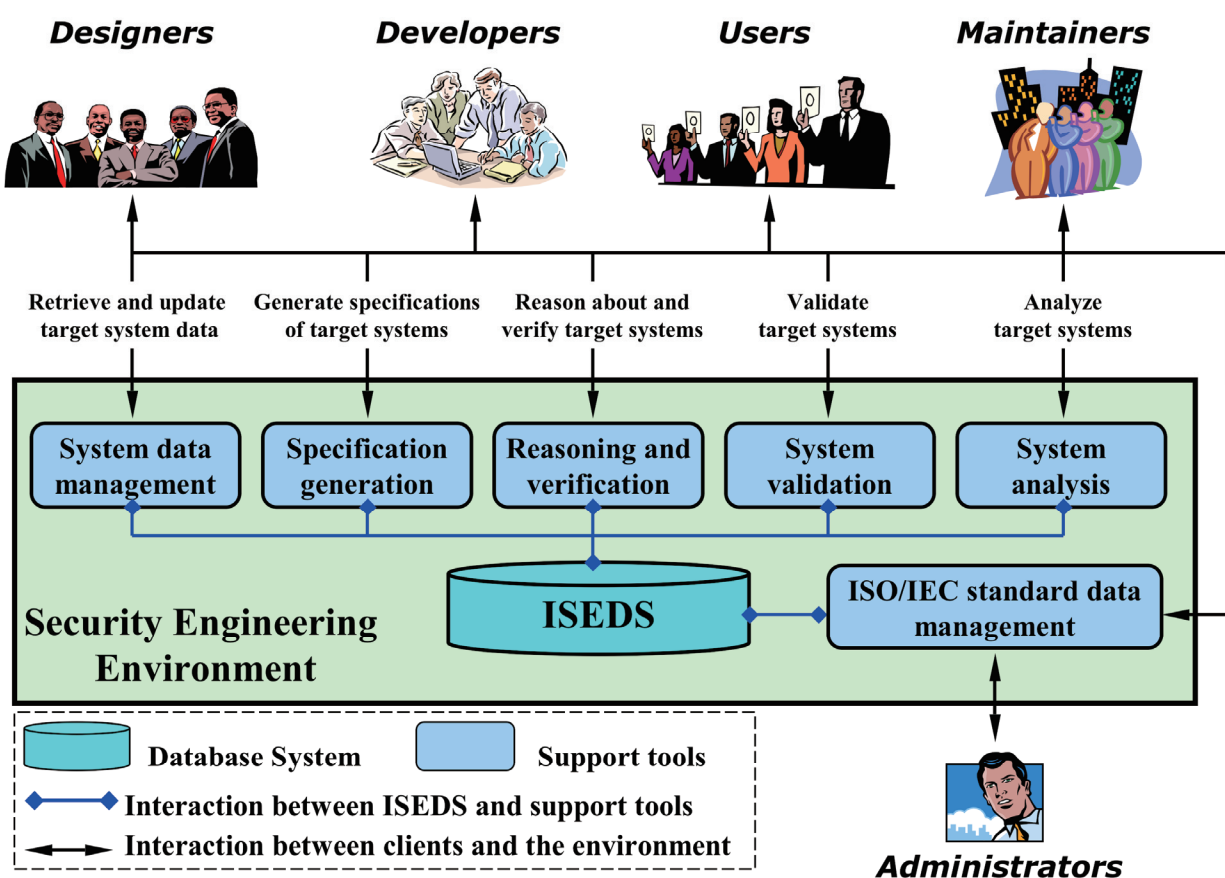 Designers
Developers
Users
Maintainers
Retrieve and update
target system data
Generate specifications
of target systems
Reason about and
verify target systems
Validate
target systems
Analyze
target systems
System data
management
Specification
generation
Reasoning and
verification
System
validation
System
analysis
ISEDS
ISO/IEC standard data
management
Security Engineering
Environment
Database System
Support tools
Interaction between ISEDS and support tools
Interaction between clients and the environment
Administrators